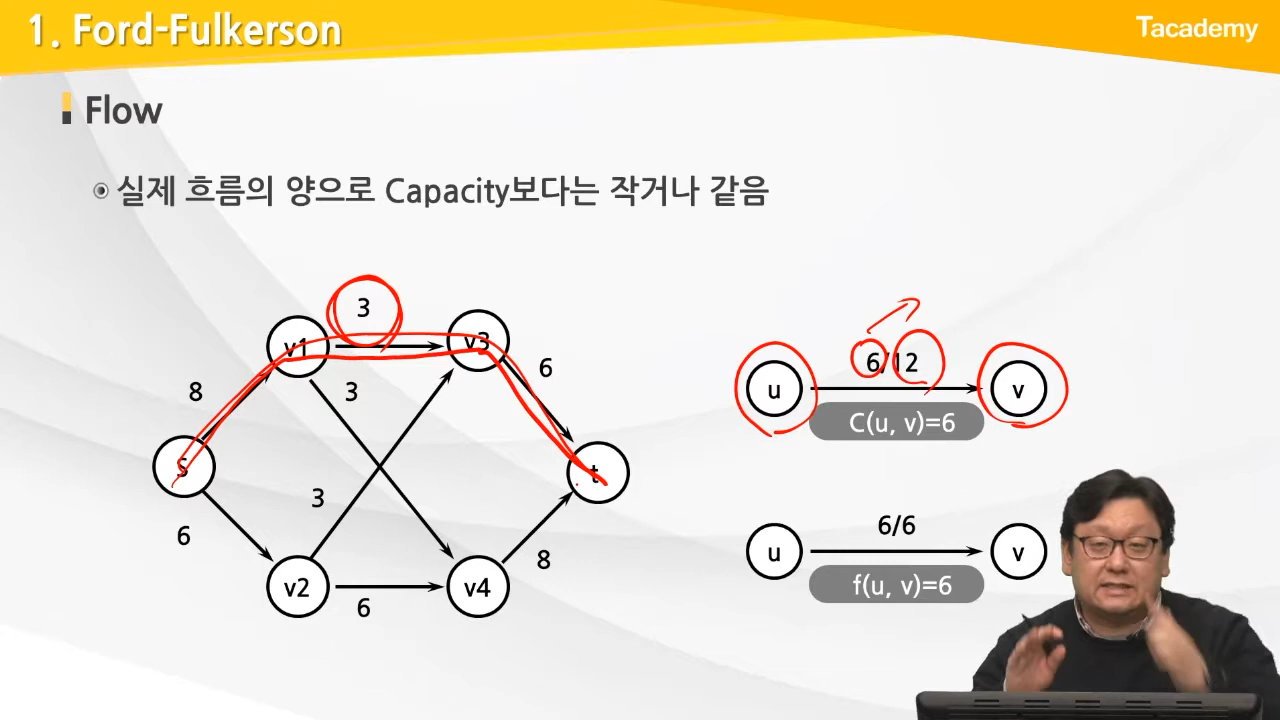 1. Ford-Fulkerson
Tacademy
Flow
실제 흐름의 양으로 Capacity보다는 작거나 같음
3
v1
v3
8
3
6
S
t
3
6
8
v2
v4
6
6/12
u
v
C(u, v)=6
6/6
u
v
f(u, v)=6